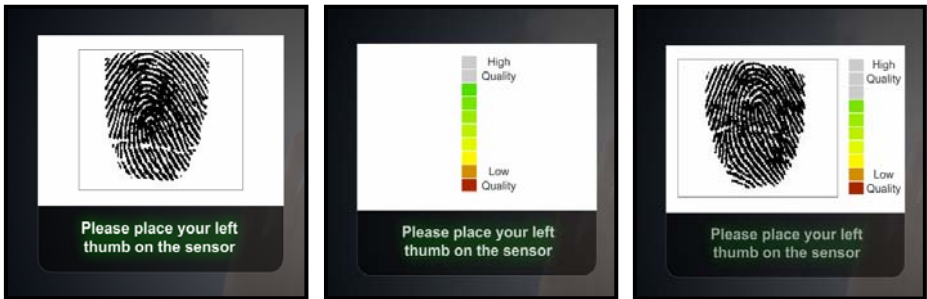 Please place your left
thumb on the sensor
High
Quality
Low
Quality
Please place your left
thumb on the sensor
High
Quality
Low
Quality
Please place your left
thumb on the sensor